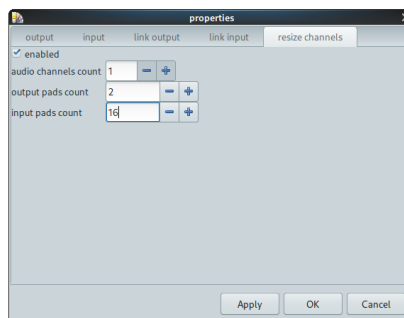 properties
output input link output link input resize channels
enabled
audio channels count 1
output pads count 2
input pads count 16
Apply OK Cancel